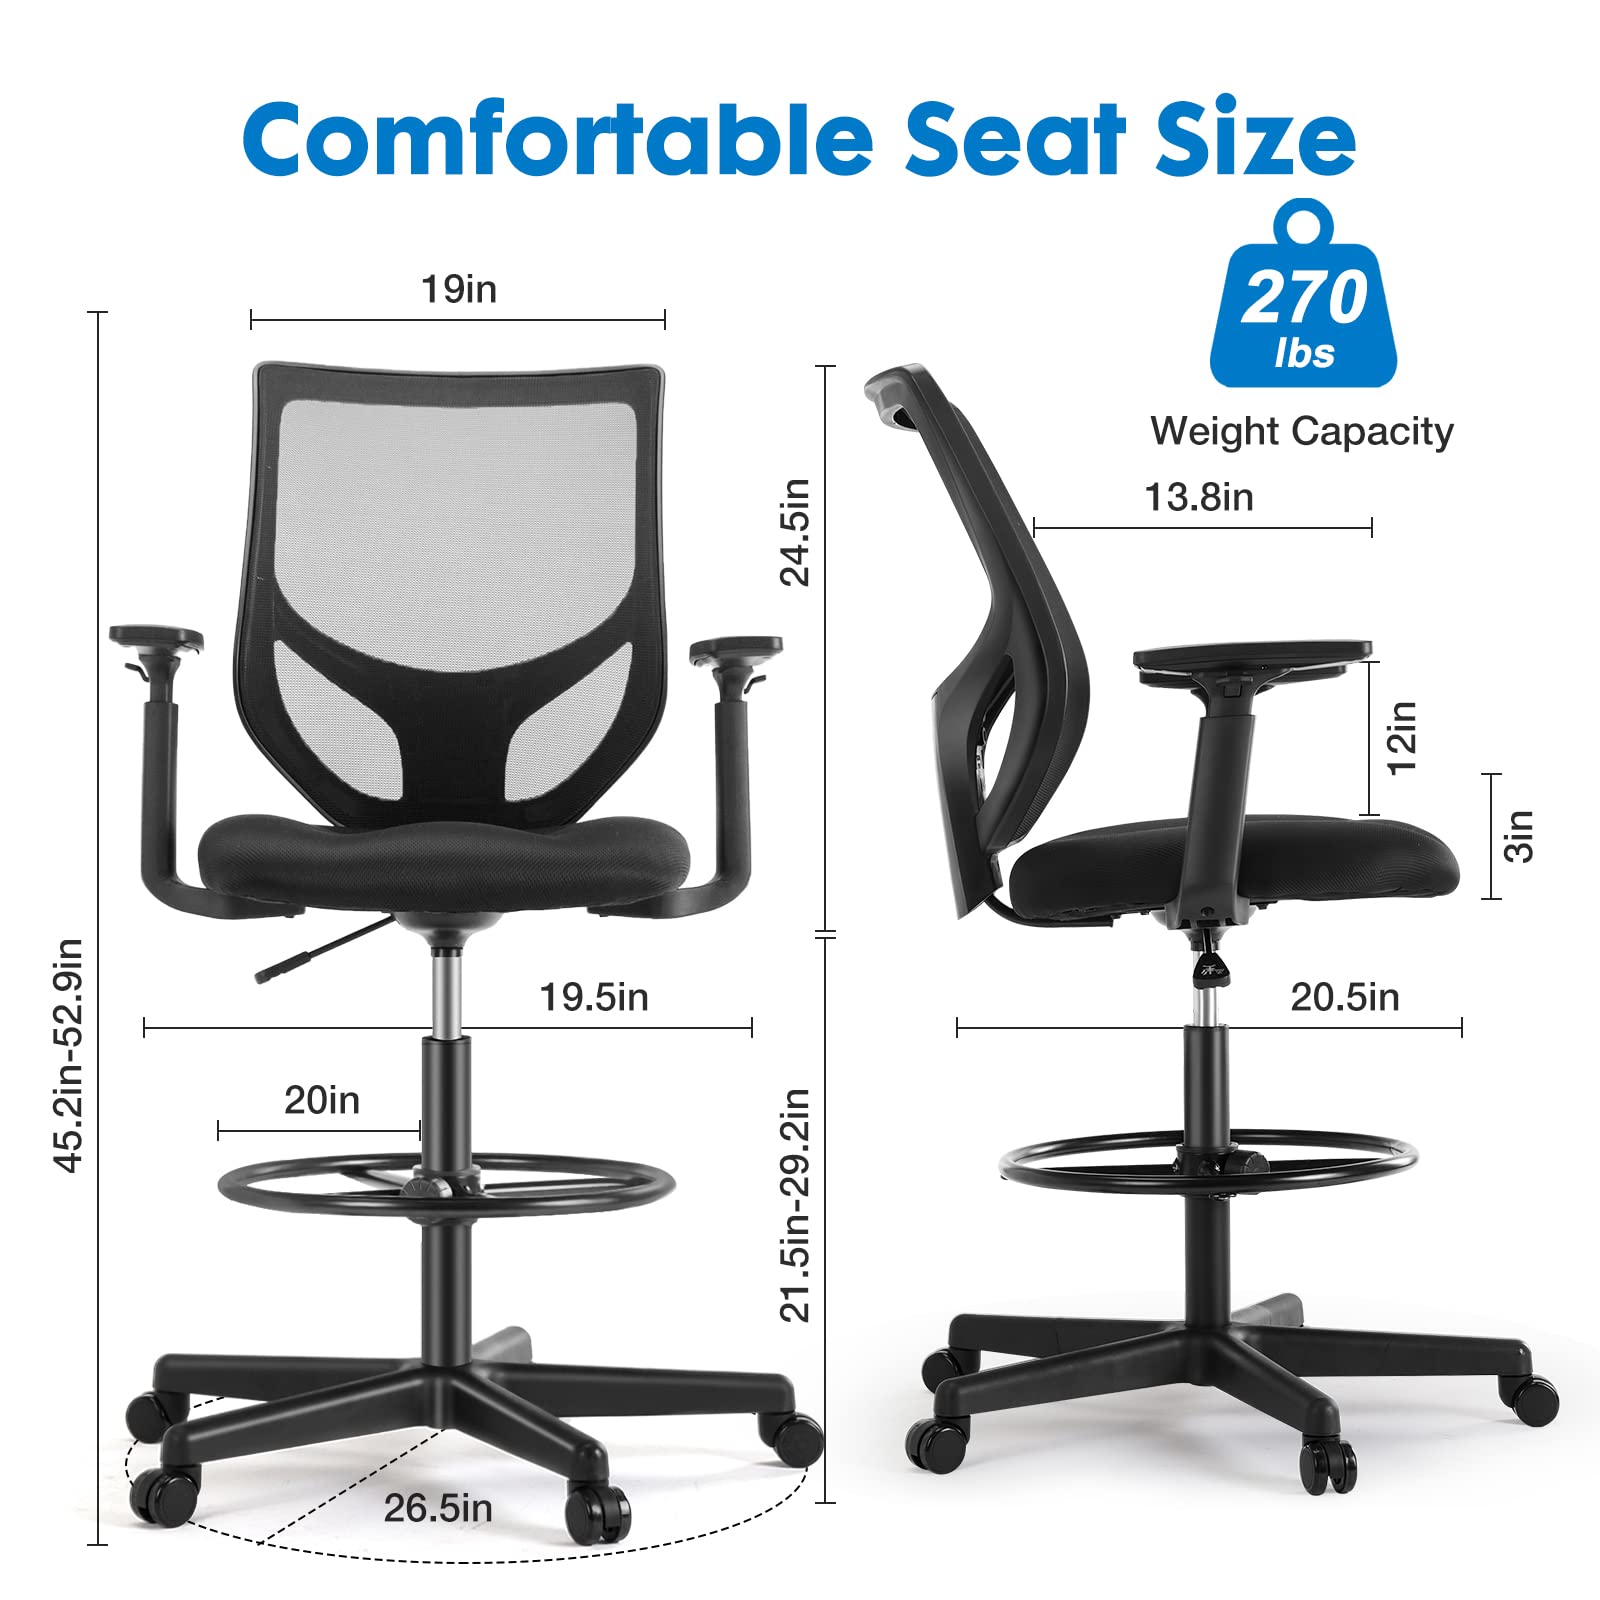 Comfortable Seat Size
270
lbs
Weight Capacity
19in
13.8in
24.5in
12in
3in
45.2in-52.9in
19.5in
20.5in
20in
21.5in-29.2in
26.5in